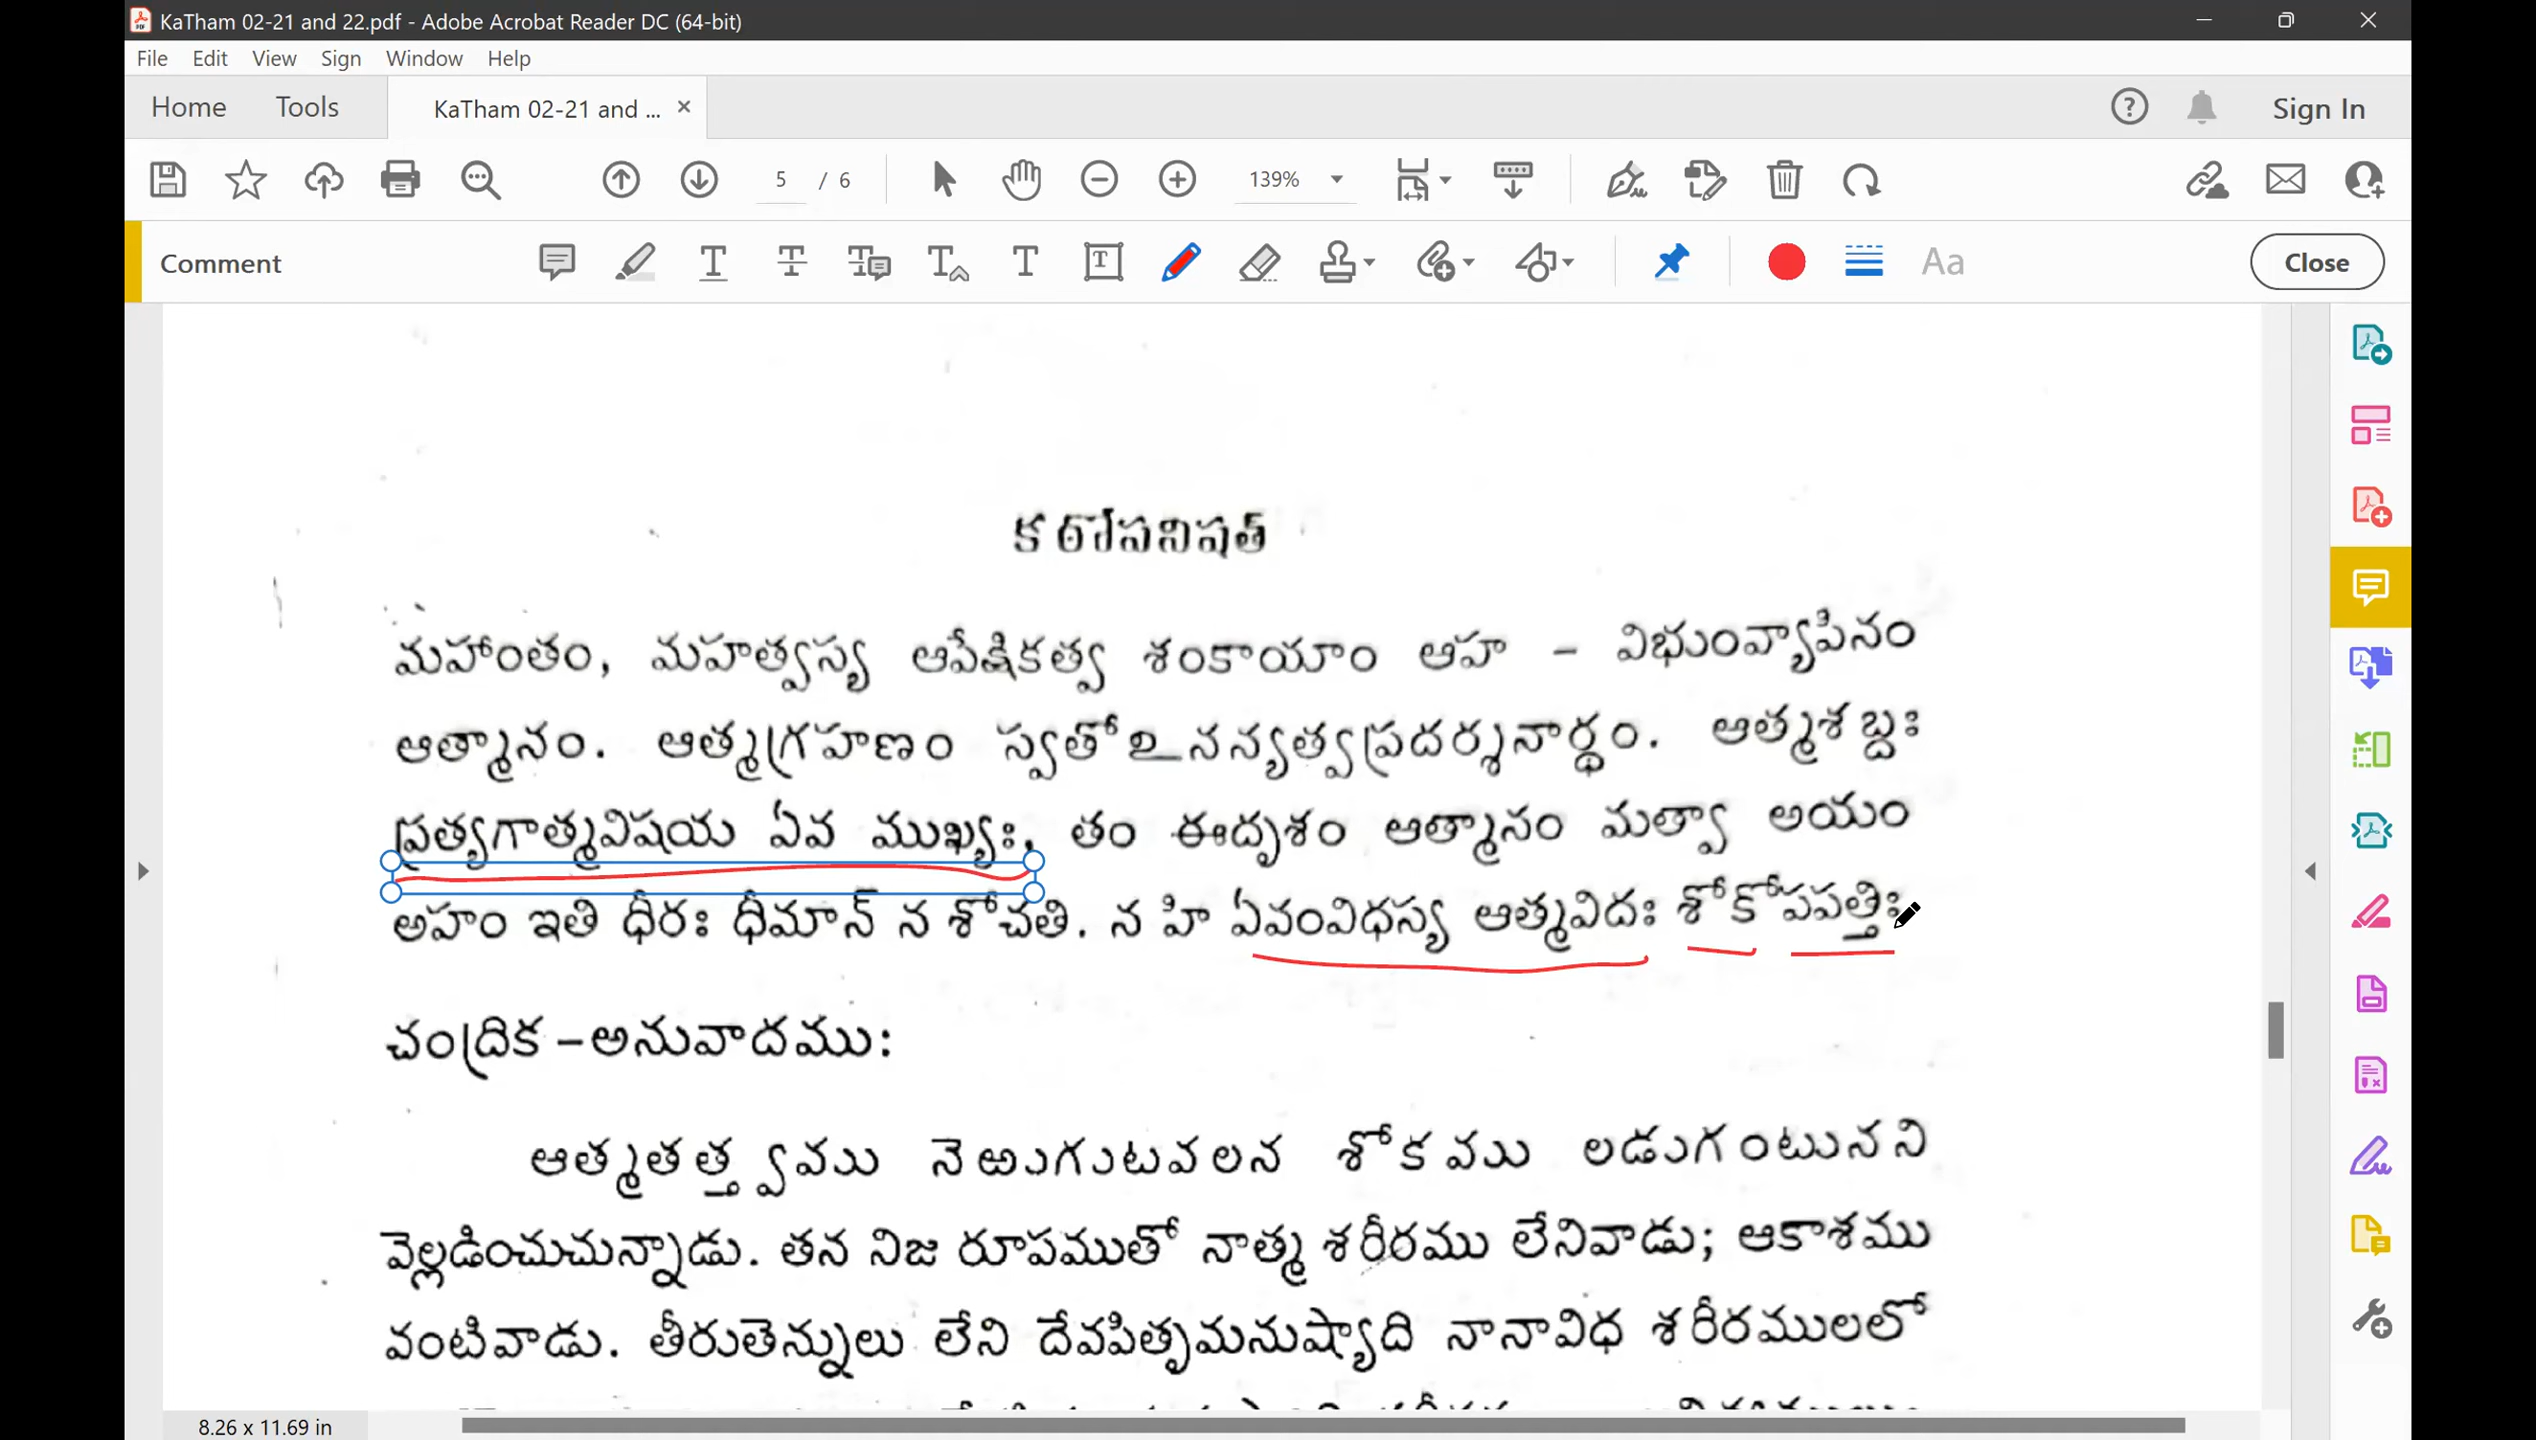 KaTham 02-21 and 22.pdf - Adobe Acrobat Reader DC (64-bit)
File Edit View Sign Window Help
Home Tools KaTham 02-21 and ... Sign In
5 / 6 139%
Comment Aa Close
కఠోపనిషత్
మహాంతం, మహత్వస్య ఆపేక్షికత్వ శంకాయాం ఆహ – విభుంవ్యాపినం
ఆత్మానం. ఆత్మగ్రహణం స్వతోఽనన్యత్వప్రదర్శనార్థం. ఆత్మశబ్దః
ప్రత్యగాత్మవిషయ ఏవ ముఖ్యః, తం ఈదృశం ఆత్మానం మత్వా అయం
అహం ఇతి ధీరః ధీమాన్ న శోచతి. న హి ఏవంవిధస్య ఆత్మవిదః శోకోపపత్తిః
చంద్రిక –అనువాదము:
ఆత్మతత్త్వము నెఱుగుటవలన శోకము లడుగంటునని
వెల్లడించుచున్నాడు. తన నిజ రూపముతో నాత్మ శరీరము లేనివాడు; ఆకాశము
వంటివాడు. తీరుతెన్నులు లేని దేవపితృమనుష్యాది నానావిధ శరీరములలో
8.26 x 11.69 in